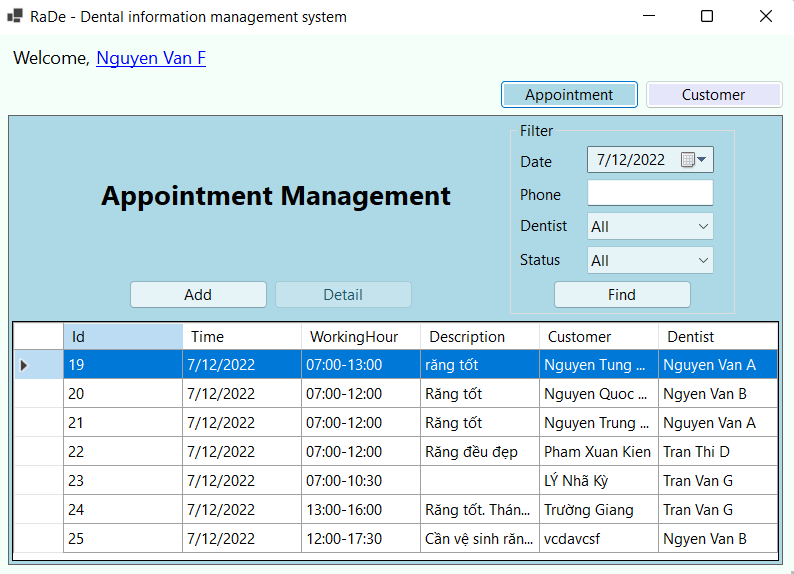 RaDe - Dental information management system
Welcome, Nguyen Van F
Appointment Customer
Filter
Date 7/12/2022
Appointment Management
Phone
Dentist All
Status All
Add Detail Find
Id Time WorkingHour Description Customer Dentist
19 7/12/2022 07:00-13:00 răng tốt Nguyen Tung ... Nguyen Van A
20 7/12/2022 07:00-12:00 Răng tốt Nguyen Quoc ... Ngyen Van B
21 7/12/2022 07:00-12:00 Răng tốt Nguyen Trung ... Nguyen Van A
22 7/12/2022 07:00-12:00 Răng đều đẹp Pham Xuan Kien Tran Thi D
23 7/12/2022 07:00-10:30 LÝ Nhã Kỳ Tran Van G
24 7/12/2022 13:00-16:00 Răng tốt. Thán... Trường Giang Tran Van G
25 7/12/2022 12:00-17:30 Cần vệ sinh răn... vcdavcsf Ngyen Van B